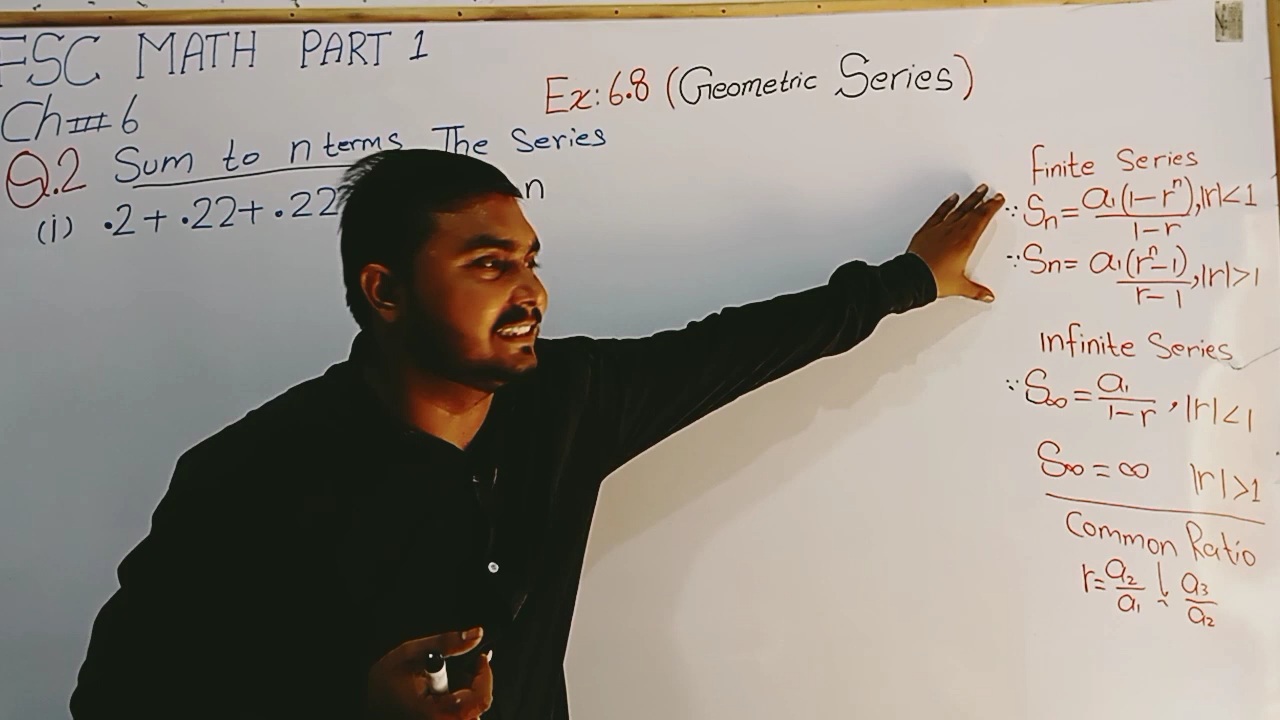 FSC MATH PART 1
Ch# 6
Ex: 6.8 (Geometric Series)
Q.2 Sum to n terms The Series
(i) .2 + .22 + .22 n
finite Series
∵ Sₙ = a₁(1-rⁿ)/1-r, |r|<1
∵ Sn = a₁(rⁿ-1)/r-1, |r|>1
Infinite Series
∵ S∞ = a₁/1-r, |r|<1
S∞ = ∞ |r|>1
Common Ratio
r = a₂/a₁ ; a₃/a₂